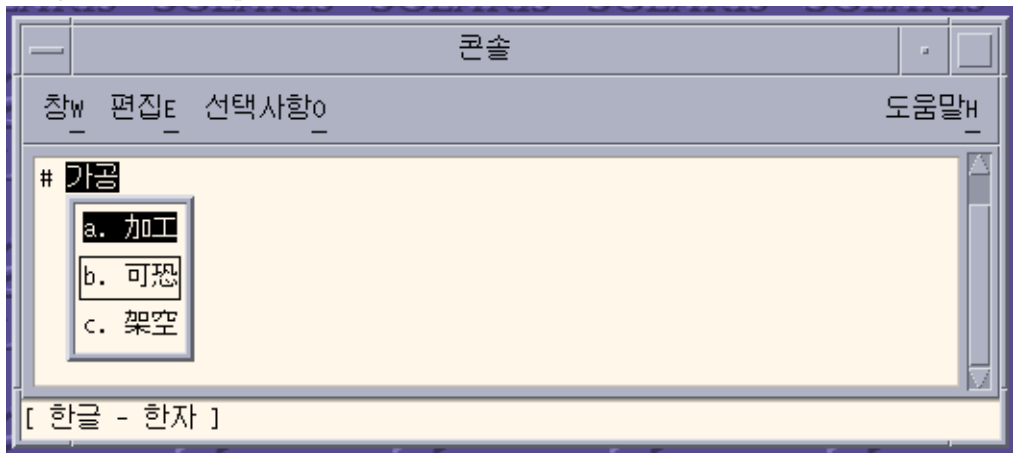 콘솔
창W 편집E 선택사항O 도움말H
# 가공
a. 加工
b. 可恐
c. 架空
[ 한글 - 한자 ]